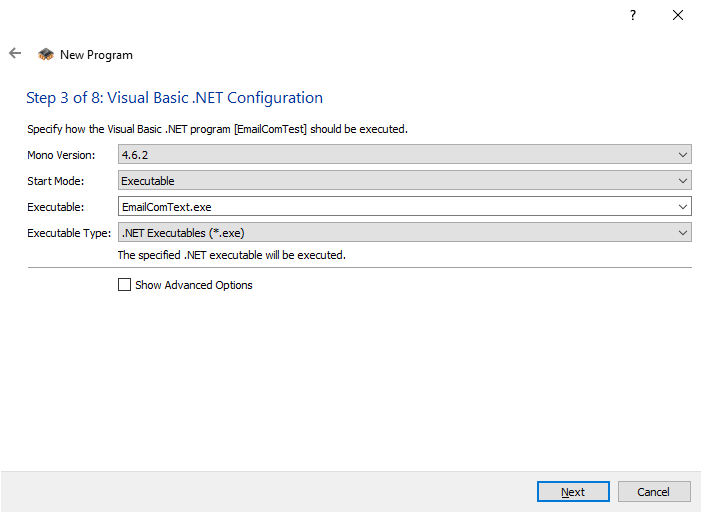 ?
New Program
Step 3 of 8: Visual Basic .NET Configuration
Specify how the Visual Basic .NET program [EmailComTest] should be executed.
Mono Version: 4.6.2
Start Mode: Executable
Executable: EmailComText.exe
Executable Type: .NET Executables (*.exe)
The specified .NET executable will be executed.
Show Advanced Options
Next Cancel